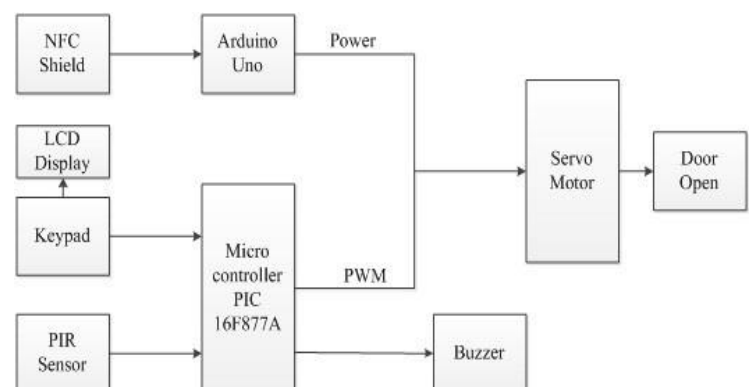 NFC
Shield
Arduino
Uno
Power
LCD
Display
Keypad
Micro
controller
PIC
16F877A
PWM
Servo
Motor
Door
Open
PIR
Sensor
Buzzer